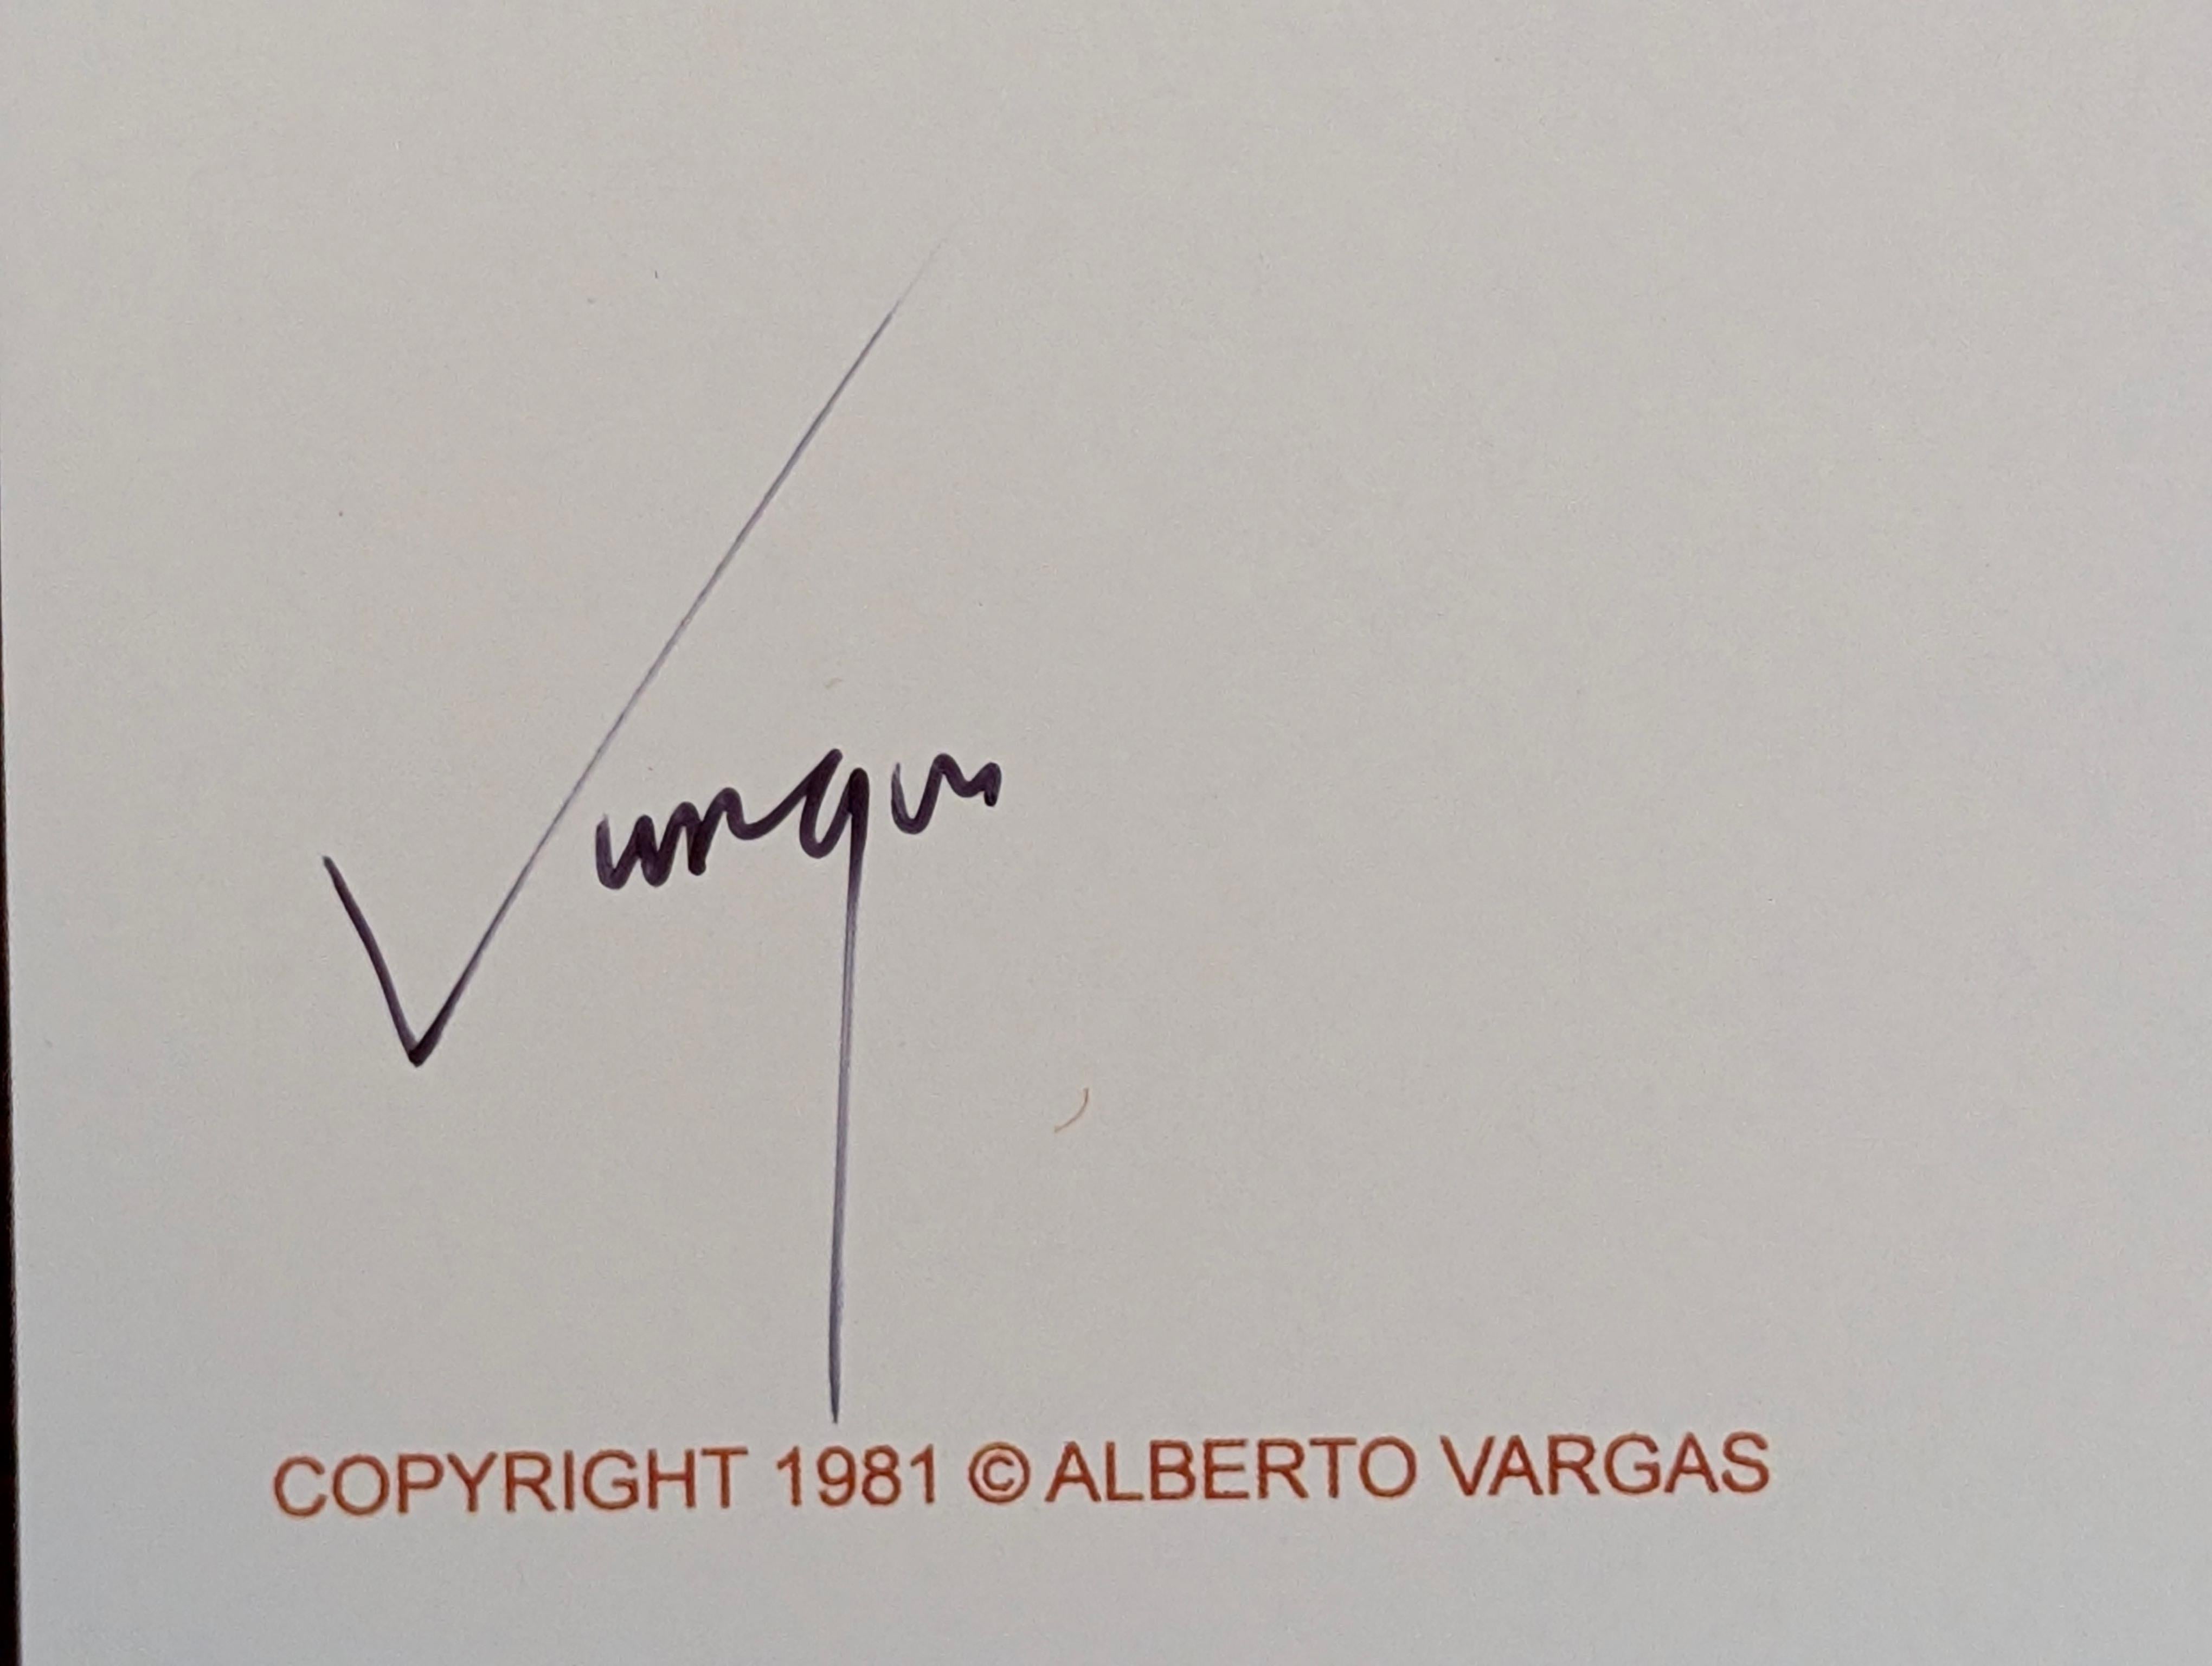 Vargas
COPYRIGHT 1981 © ALBERTO VARGAS